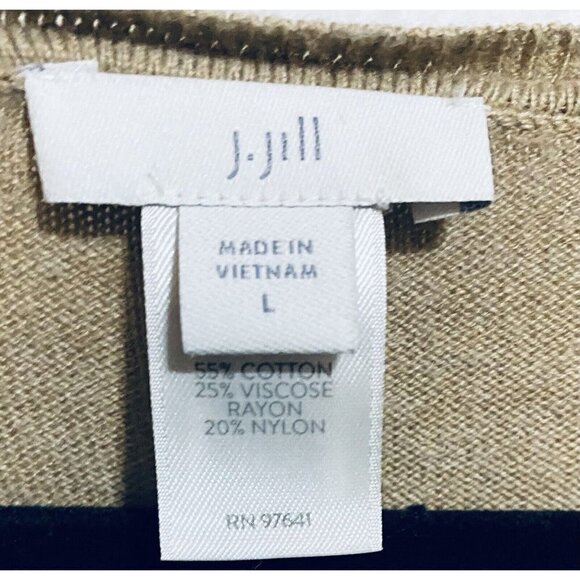 J.Jill
MADE IN
VIETNAM
L
55% COTTON
25% VISCOSE
RAYON
20% NYLON
RN 97641